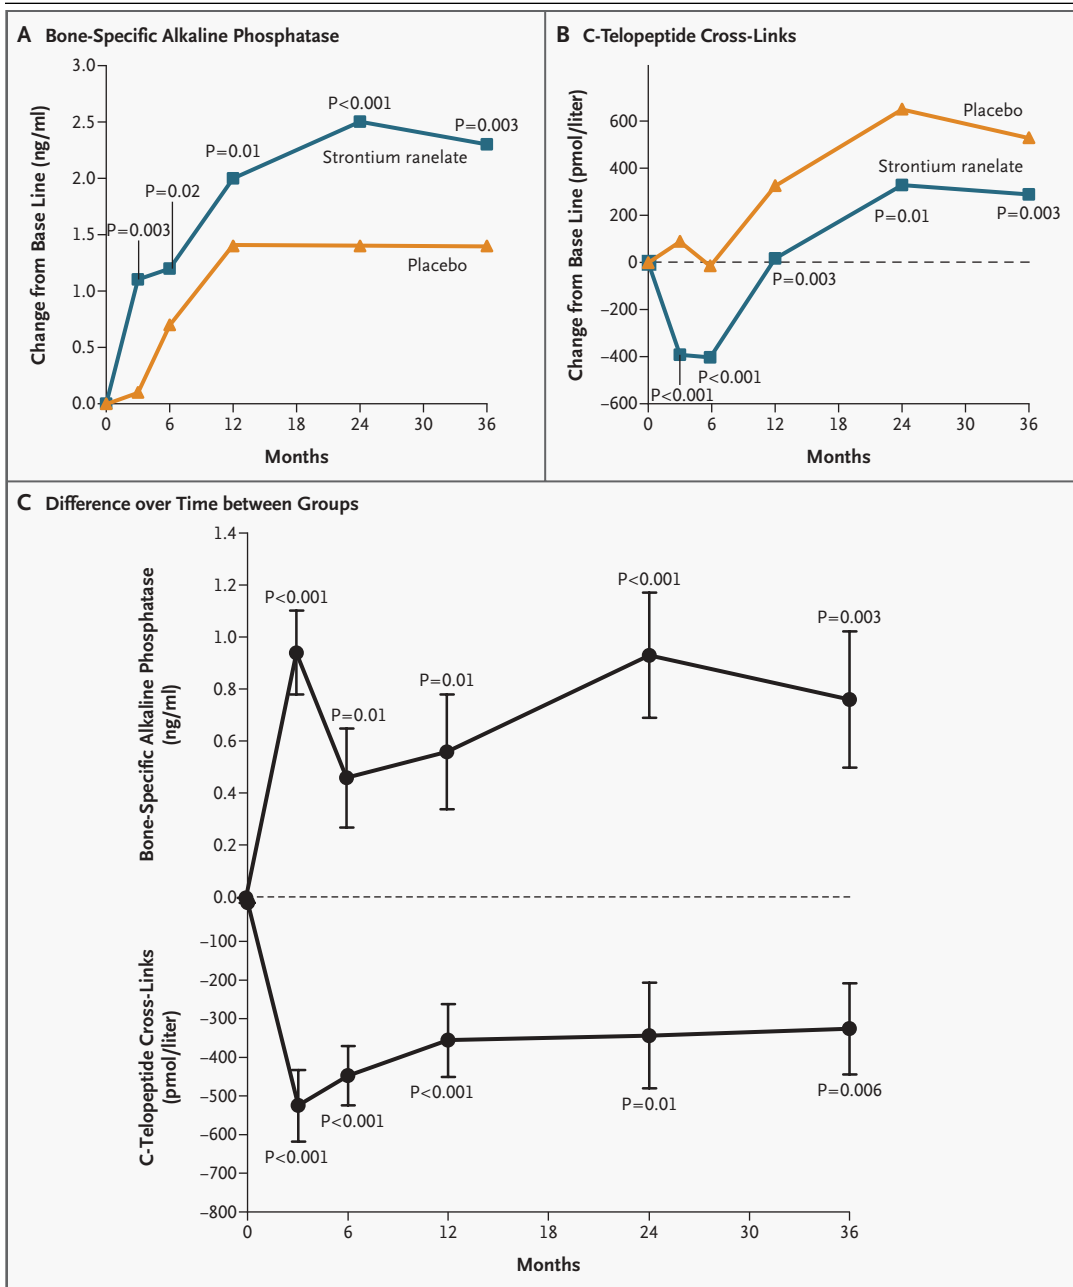 A Bone-Specific Alkaline Phosphatase
Change from Base Line (ng/ml)
3.0
2.5
2.0
1.5
1.0
0.5
0.0
P=0.003
P=0.02
P=0.01
P<0.001
P=0.003
Strontium ranelate
Placebo
0 6 12 18 24 30 36
Months
B C-Telopeptide Cross-Links
Change from Base Line (pmol/liter)
600
400
200
0
–200
–400
–600
Placebo
Strontium ranelate
P=0.01
P=0.003
P=0.003
P<0.001
P<0.001
0 6 12 18 24 30 36
Months
C Difference over Time between Groups
Bone-Specific Alkaline Phosphatase
(ng/ml)
1.4
1.2
1.0
0.8
0.6
0.4
0.2
0.0
P<0.001
P=0.01
P=0.01
P<0.001
P=0.003
C-Telopeptide Cross-Links
(pmol/liter)
–100
–200
–300
–400
–500
–600
–700
–800
P<0.001
P<0.001
P<0.001
P=0.01
P=0.006
0 6 12 18 24 30 36
Months